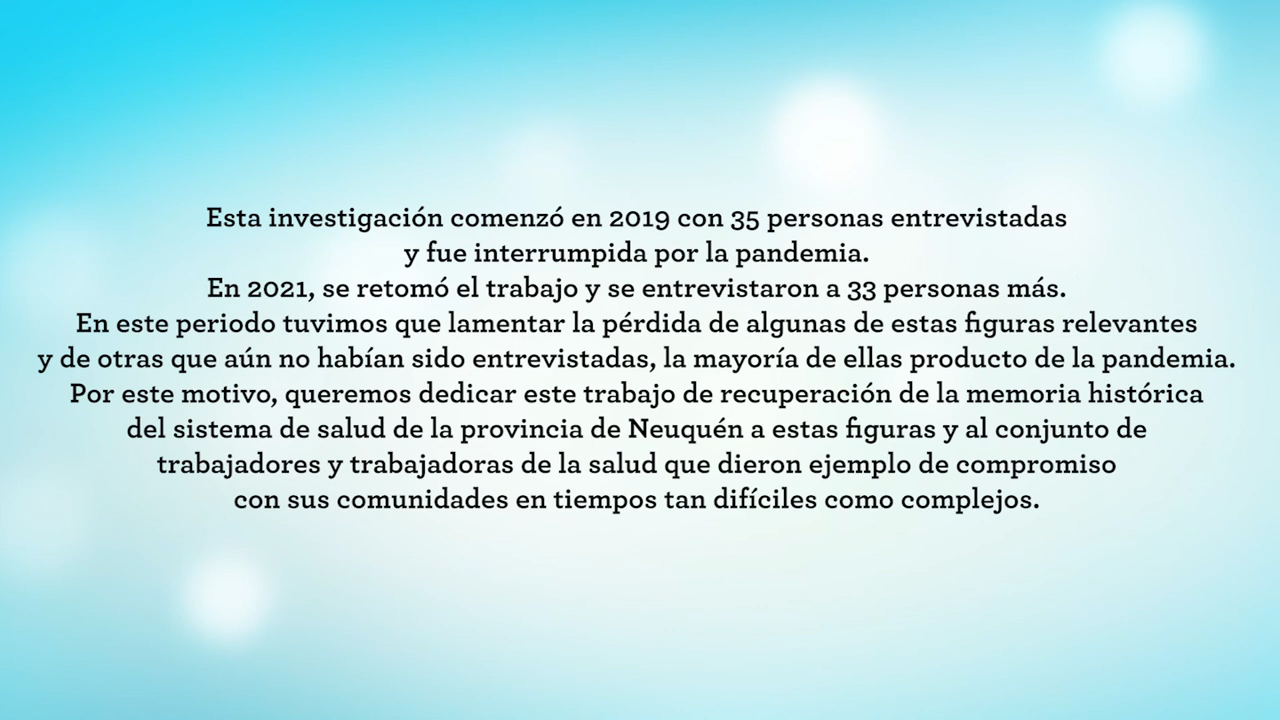 Esta investigación comenzó en 2019 con 35 personas entrevistadas
y fue interrumpida por la pandemia.
En 2021, se retomó el trabajo y se entrevistaron a 33 personas más.
En este periodo tuvimos que lamentar la pérdida de algunas de estas figuras relevantes
y de otras que aún no habían sido entrevistadas, la mayoría de ellas producto de la pandemia.
Por este motivo, queremos dedicar este trabajo de recuperación de la memoria histórica
del sistema de salud de la provincia de Neuquén a estas figuras y al conjunto de
trabajadores y trabajadoras de la salud que dieron ejemplo de compromiso
con sus comunidades en tiempos tan difíciles como complejos.